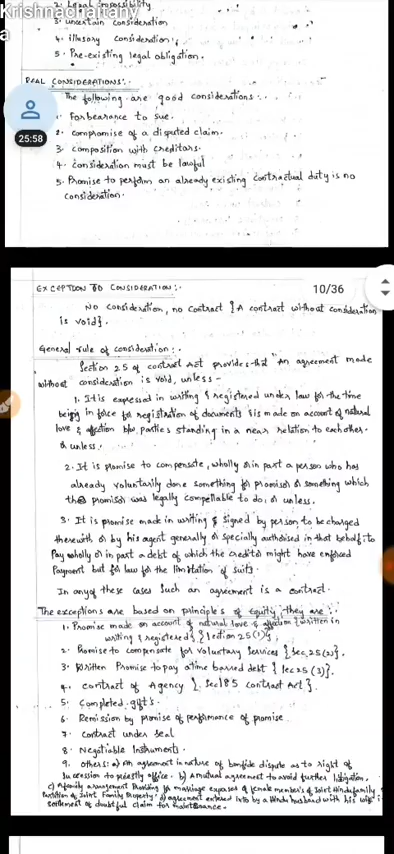 Krishnachaitany
a
2. Legal impossibility
3. uncertain consideration
4. illusory consideration
5. Pre-existing legal obligation.
REAL CONSIDERATIONS:-
The following are good considerations:-
1. Forbearance to sue.
2. compromise of a disputed claim.
3. composition with creditors.
4. consideration must be lawful
5. Promise to perform an already existing contractual duty is no
consideration.
25:58
10/36
EXCEPTION TO CONSIDERATION:-
No consideration, no contract {A contract without consideration
is void}.
General rule of consideration:-
Section 25 of contract Act provides that "An agreement made
without consideration is void, unless -
1. It is expressed in writing & registered under law for the time
being in force for registration of documents & is made on account of natural
love & affection b/w parties standing in a near relation to each other.
or unless.
2. It is promise to compensate, wholly or in part a person who has
already voluntarily done something for promisor or something which
the promisor was legally compellable to do, or unless.
3. It is promise made in writing & signed by person to be charged
therewith or by his agent generally or specially authorised in that behalf, to
Pay wholly or in part a debt of which the creditor might have enforced
Payment but for law for the limitation of suits.
In any of these cases such an agreement is a contract.
The exceptions are based on principle's of equity, they are:-
1. Promise made on account of natural love & affection {written in
writing & registered} {section 25(1)},
2. Promise to compensate for voluntary services {sec.25(2)}.
3. Written Promise to pay a time barred debt {sec 25(3)}.
4. contract of Agency {Sec 185 contract Act}.
5. Completed gift's.
6. Remission by promise of performance of promise.
7. Contract under seal
8. Negotiable Instruments.
9. others: a) An agreement in nature of bonfide dispute as to right of
succession to priestly office. b) A mutual agreement to avoid further litigation,
c) A family arrangement Providing for marriage expenses of female member's of Joint Hindu family
Partition of Joint Family Property. d) agreement entered into by a Hindu husband with his wife in
settlement of doubtful claim for maintenance.